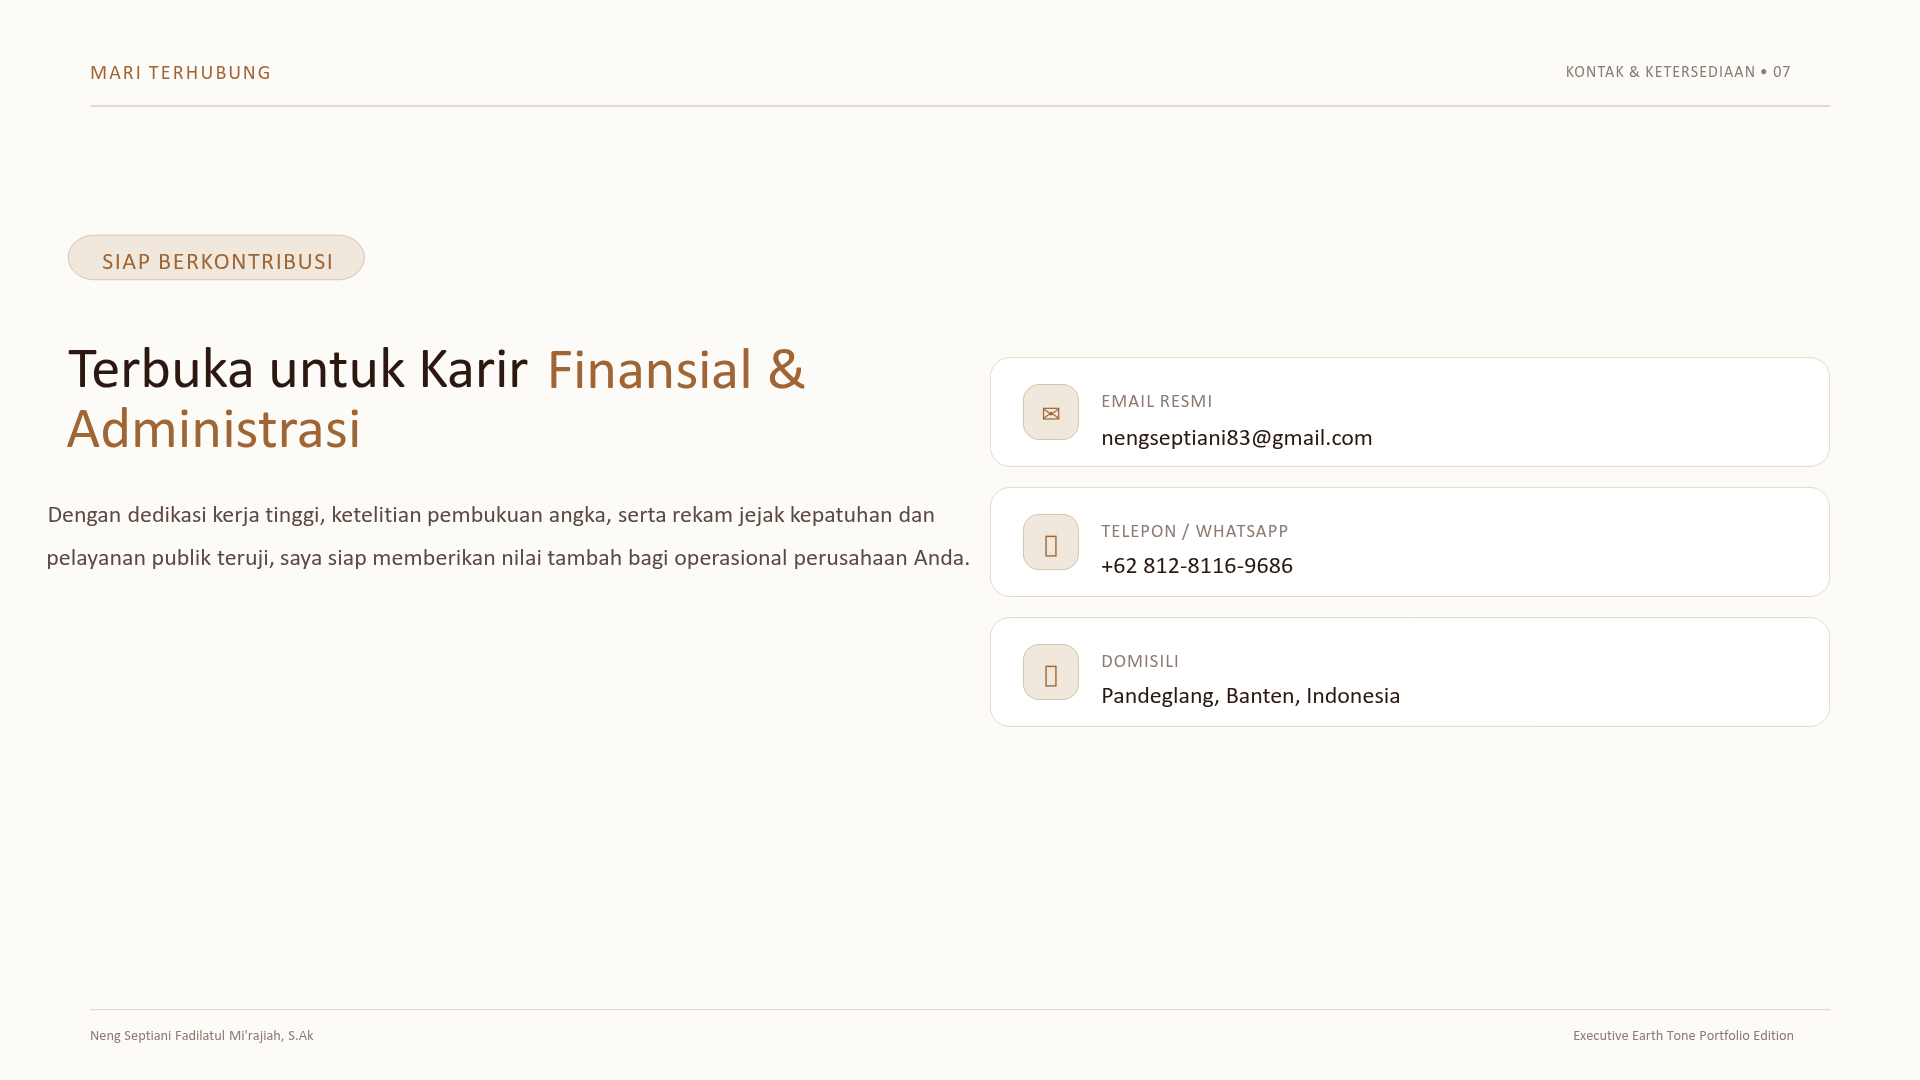 MARI TERHUBUNG
KONTAK & KETERSEDIAAN • 07
SIAP BERKONTRIBUSI
Terbuka untuk Karir Finansial &
Administrasi
Dengan dedikasi kerja tinggi, ketelitian pembukuan angka, serta rekam jejak kepatuhan dan
pelayanan publik teruji, saya siap memberikan nilai tambah bagi operasional perusahaan Anda.
EMAIL RESMI
nengseptiani83@gmail.com
TELEPON / WHATSAPP
+62 812-8116-9686
DOMISILI
Pandeglang, Banten, Indonesia
Neng Septiani Fadilatul Mi'rajiah, S.Ak
Executive Earth Tone Portfolio Edition